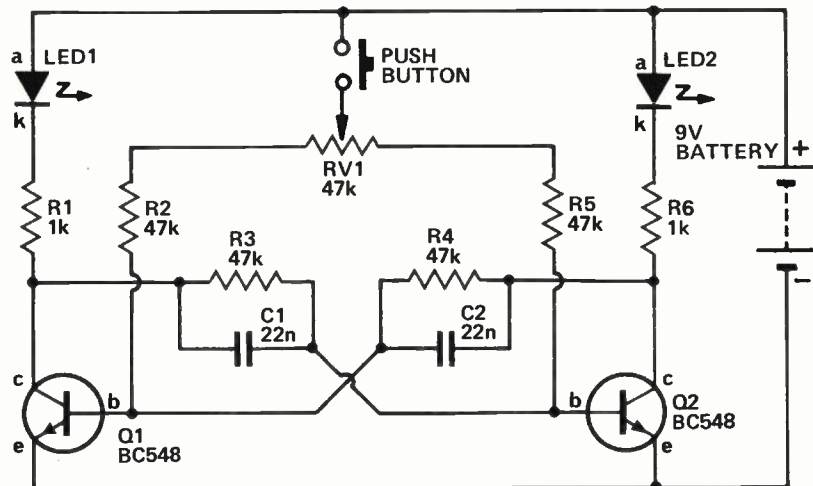 a LED1
k
PUSH
BUTTON
a LED2
k
9V
BATTERY
+
-
RV1
47k
R1
1k
R2
47k
R3
47k
C1
22n
R4
47k
C2
22n
R5
47k
R6
1k
c
b
e
Q1
BC548
c
b
e
Q2
BC548